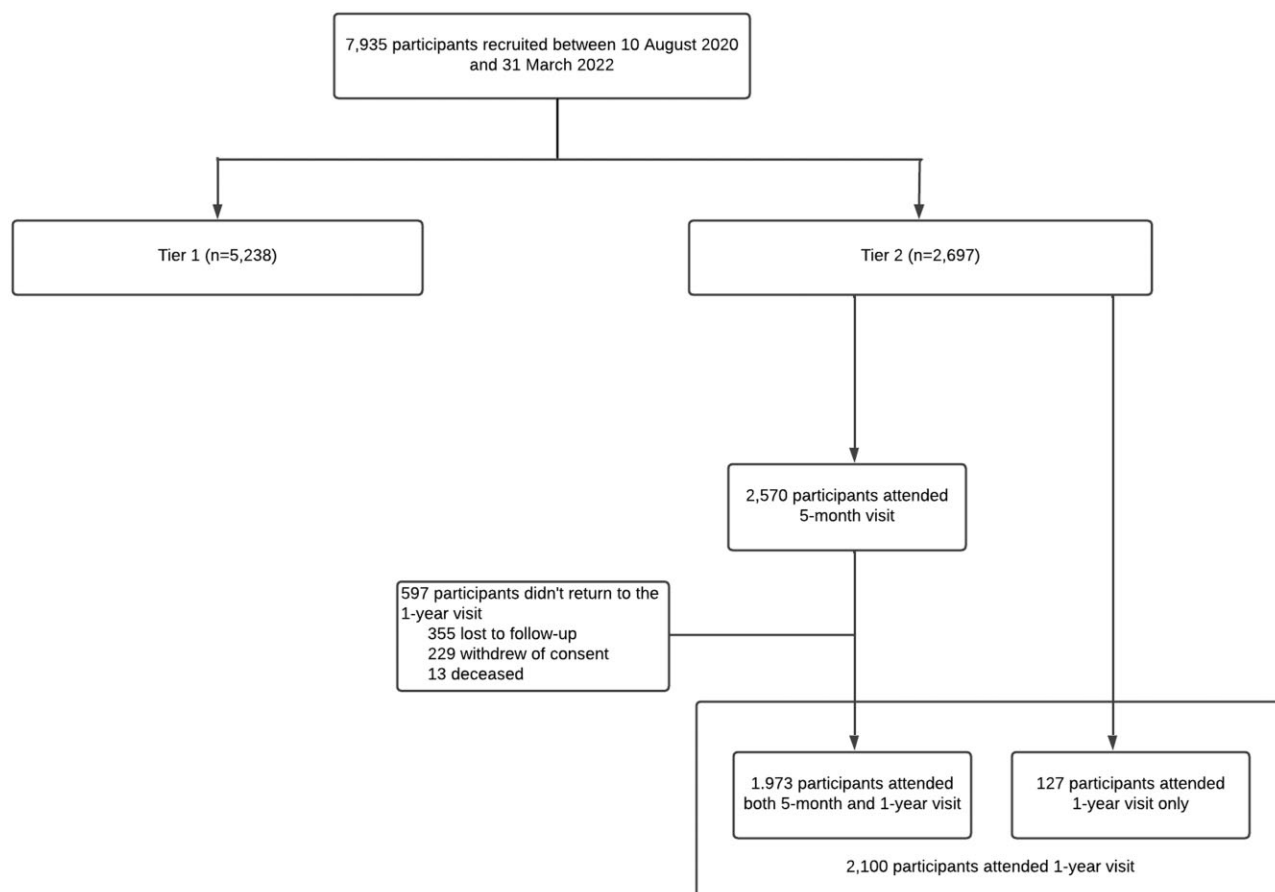 7,935 participants recruited between 10 August 2020
and 31 March 2022
Tier 1 (n=5,238)
Tier 2 (n=2,697)
2,570 participants attended
5-month visit
597 participants didn't return to the
1-year visit
355 lost to follow-up
229 withdrew of consent
13 deceased
1.973 participants attended
both 5-month and 1-year visit
127 participants attended
1-year visit only
2,100 participants attended 1-year visit